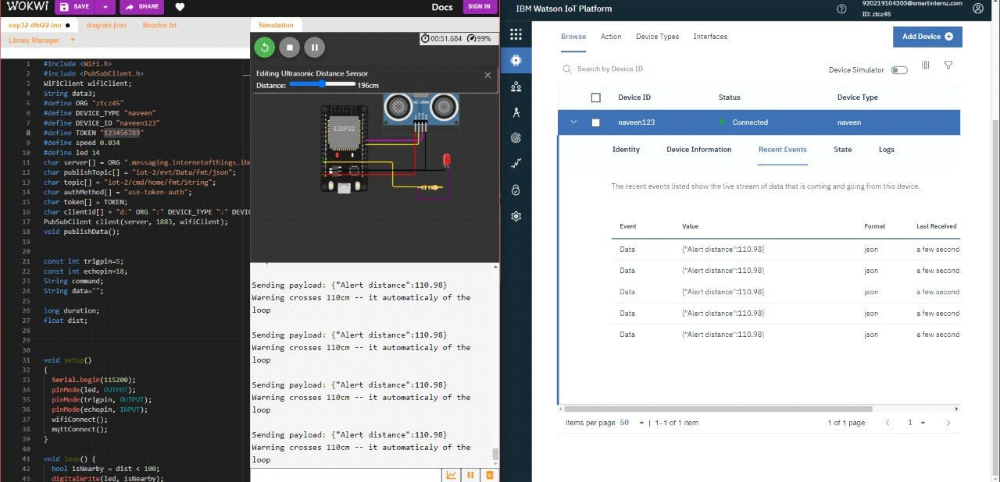 WOKWI
SAVE
SHARE
Docs
SIGN IN
esp32-dht22.ino
diagram.json
libraries.txt
Library Manager
1 #include <WiFi.h>
2 #include <PubSubClient.h>
3 WiFiClient wifiClient;
4 String data3;
5 #define ORG "ztcz45"
6 #define DEVICE_TYPE "naveen"
7 #define DEVICE_ID "naveen123"
8 #define TOKEN "123456789"
9 #define speed 0.034
10 #define led 14
11 char server[] = ORG ".messaging.internetofthings.ibm
12 char publishTopic[] = "iot-2/evt/Data/fmt/json";
13 char topic[] = "iot-2/cmd/home/fmt/String";
14 char authMethod[] = "use-token-auth";
15 char token[] = TOKEN;
16 char clientId[] = "d:" ORG ":" DEVICE_TYPE ":" DEVIC
17 PubSubClient client(server, 1883, wifiClient);
18 void publishData();
19
20
21 const int trigpin=5;
22 const int echopin=18;
23 String command;
24 String data="";
25
26 long duration;
27 float dist;
28
29
30
31 void setup()
32 {
33 Serial.begin(115200);
34 pinMode(led, OUTPUT);
35 pinMode(trigpin, OUTPUT);
36 pinMode(echopin, INPUT);
37 wifiConnect();
38 mqttConnect();
39 }
40
41 void loop() {
42 bool isNearby = dist < 100;
43 digitalWrite(led, isNearby);
Simulation
00:51.684 99%
Editing Ultrasonic Distance Sensor
Distance: 196cm
ESP32
Sending payload: {"Alert distance":110.98}
Warning crosses 110cm -- it automaticaly of the
loop
Sending payload: {"Alert distance":110.98}
Warning crosses 110cm -- it automaticaly of the
loop
Sending payload: {"Alert distance":110.98}
Warning crosses 110cm -- it automaticaly of the
loop
Sending payload: {"Alert distance":110.98}
Warning crosses 110cm -- it automaticaly of the
loop
IBM Watson IoT Platform
920219104303@smartinternz.com
ID: ztcz45
Browse Action Device Types Interfaces
Add Device
Search by Device ID
Device Simulator
Device ID Status Device Type
naveen123 Connected naveen
Identity Device Information Recent Events State Logs
The recent events listed show the live stream of data that is coming and going from this device.
Event Value Format Last Received
Data {"Alert distance":110.98} json a few second
Data {"Alert distance":110.98} json a few second
Data {"Alert distance":110.98} json a few second
Data {"Alert distance":110.98} json a few second
Data {"Alert distance":110.98} json a few second
Items per page 50 | 1–1 of 1 item
1 of 1 page
1